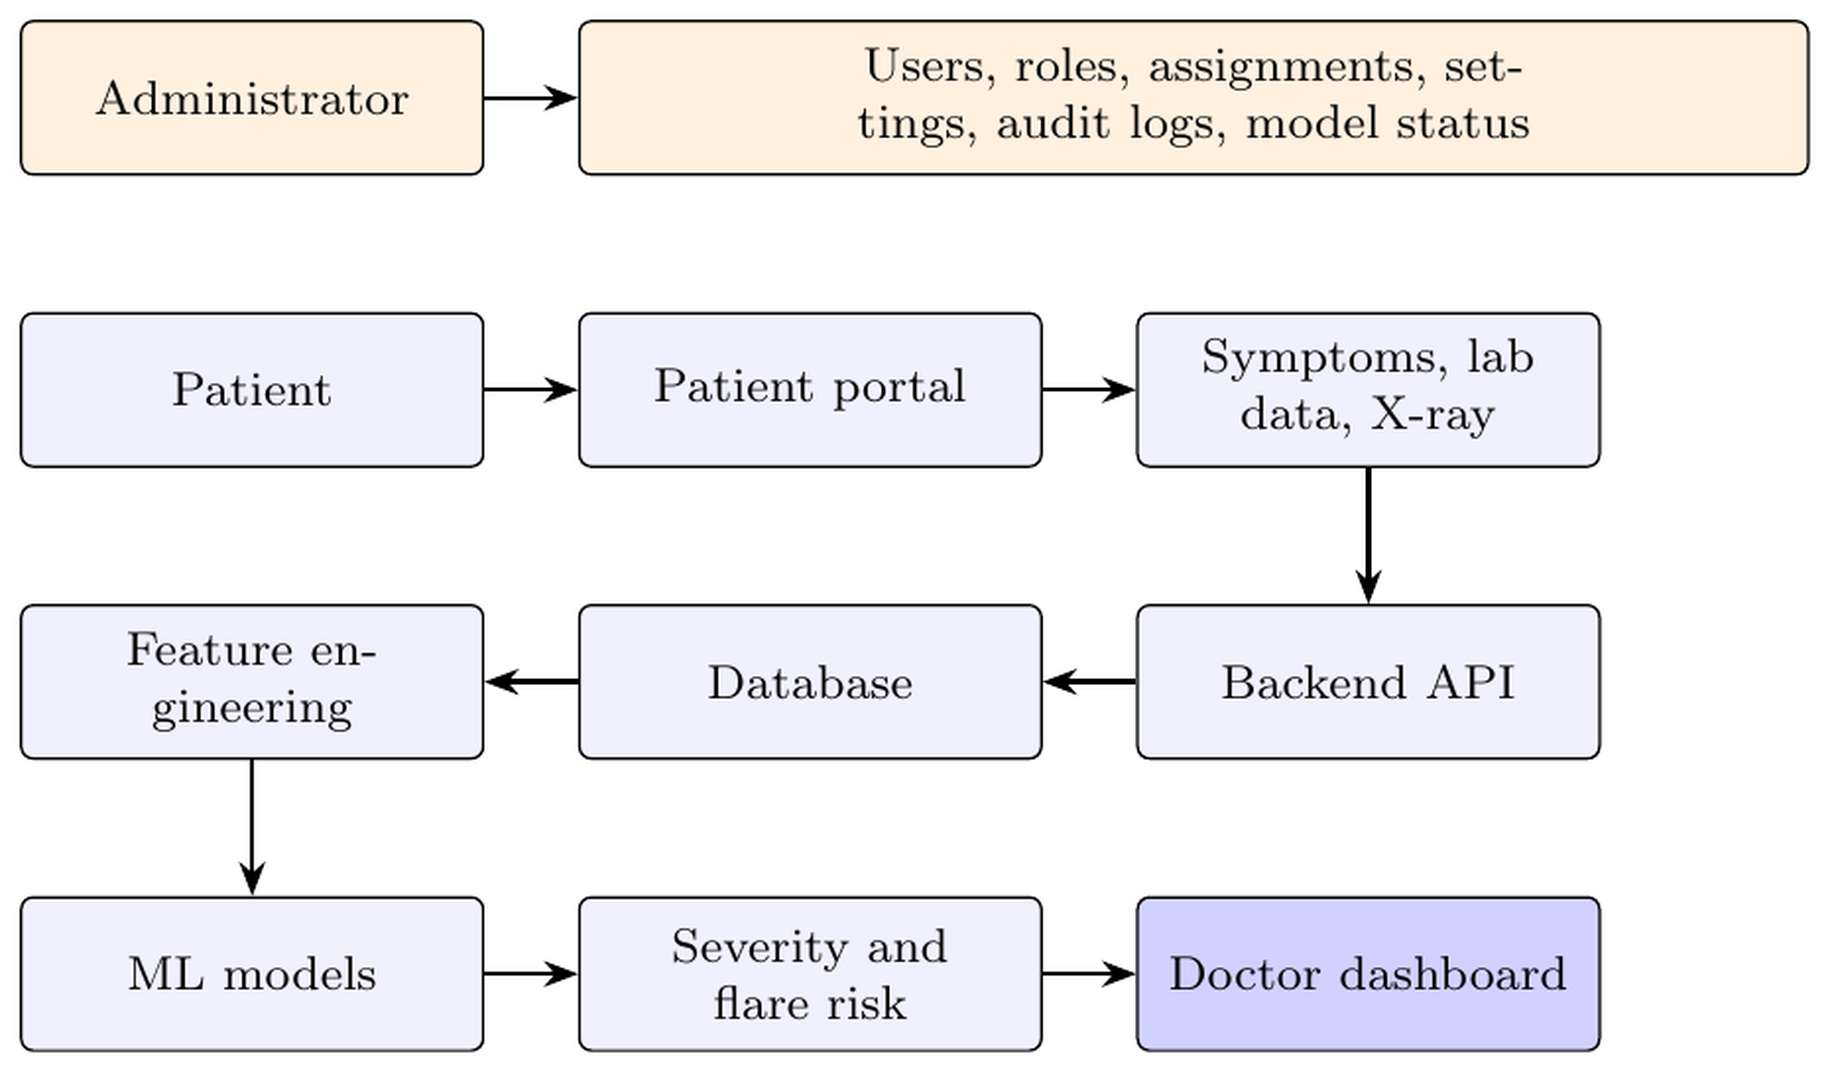 Administrator
Users, roles, assignments, set-
tings, audit logs, model status
Patient
Patient portal
Symptoms, lab
data, X-ray
Feature en-
gineering
Database
Backend API
ML models
Severity and
flare risk
Doctor dashboard